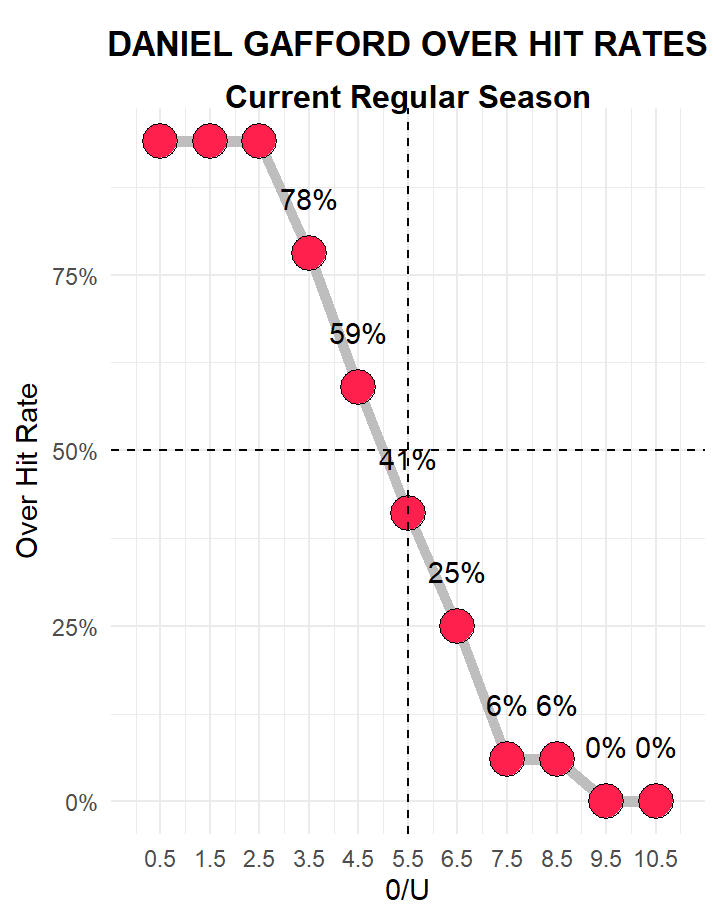 DANIEL GAFFORD OVER HIT RATES
Current Regular Season
78%
75%
59%
50%
41%
25%
25%
6% 6%
0% 0%
0%
0.5 1.5 2.5 3.5 4.5 5.5 6.5 7.5 8.5 9.5 10.5
0/U
Over Hit Rate